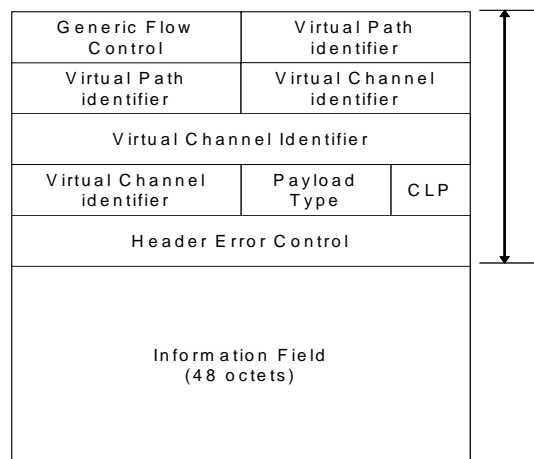 Generic Flow
Control
Virtual Path
identifier
Virtual Path
identifier
Virtual Channel
identifier
Virtual Channel Identifier
Virtual Channel
identifier
Payload
Type
CLP
Header Error Control
Information Field
(48 octets)